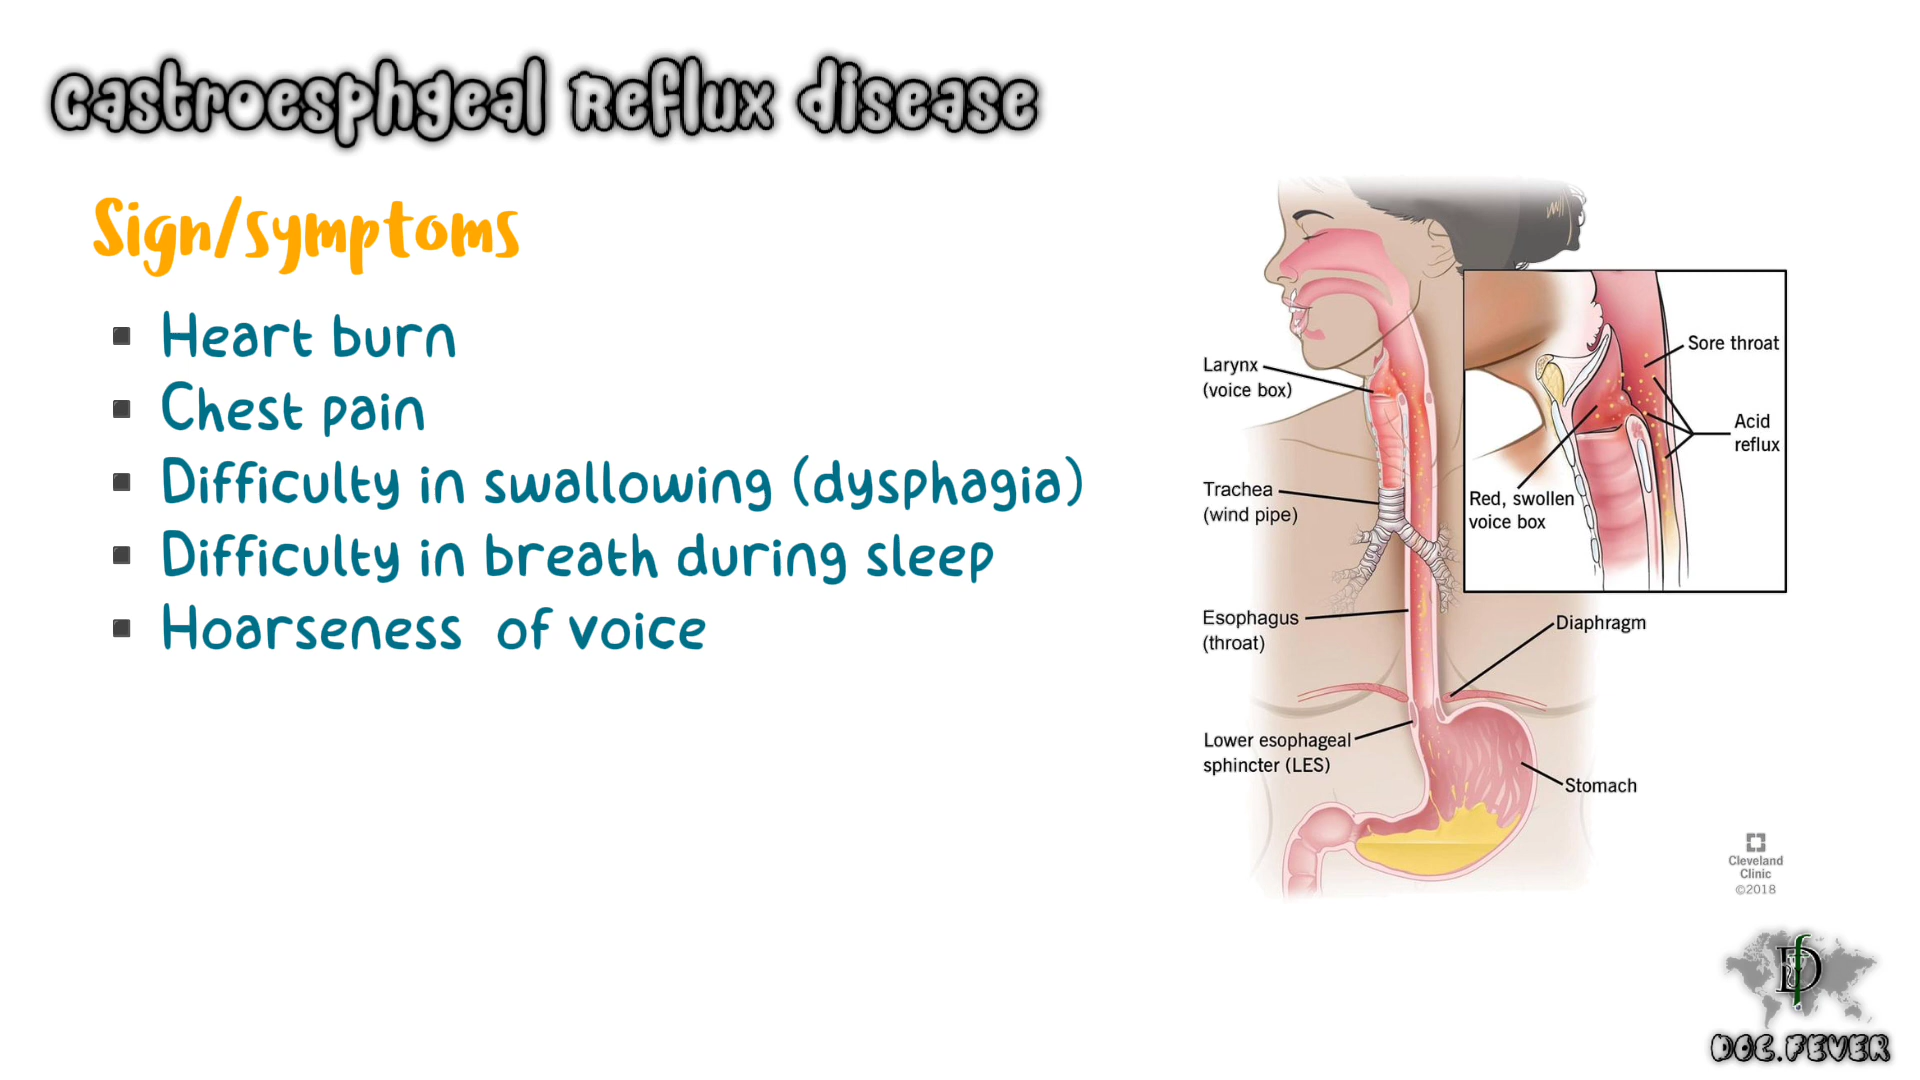 Gastroesphgeal Reflux disease
Sign/symptoms
▪ Heart burn
▪ Chest pain
▪ Difficulty in swallowing (dysphagia)
▪ Difficulty in breath during sleep
▪ Hoarseness of voice
Larynx
(voice box)
Trachea
(wind pipe)
Esophagus
(throat)
Lower esophageal
sphincter (LES)
Sore throat
Acid
reflux
Red, swollen
voice box
Diaphragm
Stomach
Cleveland
Clinic
©2018
Df
DOC.FEVER